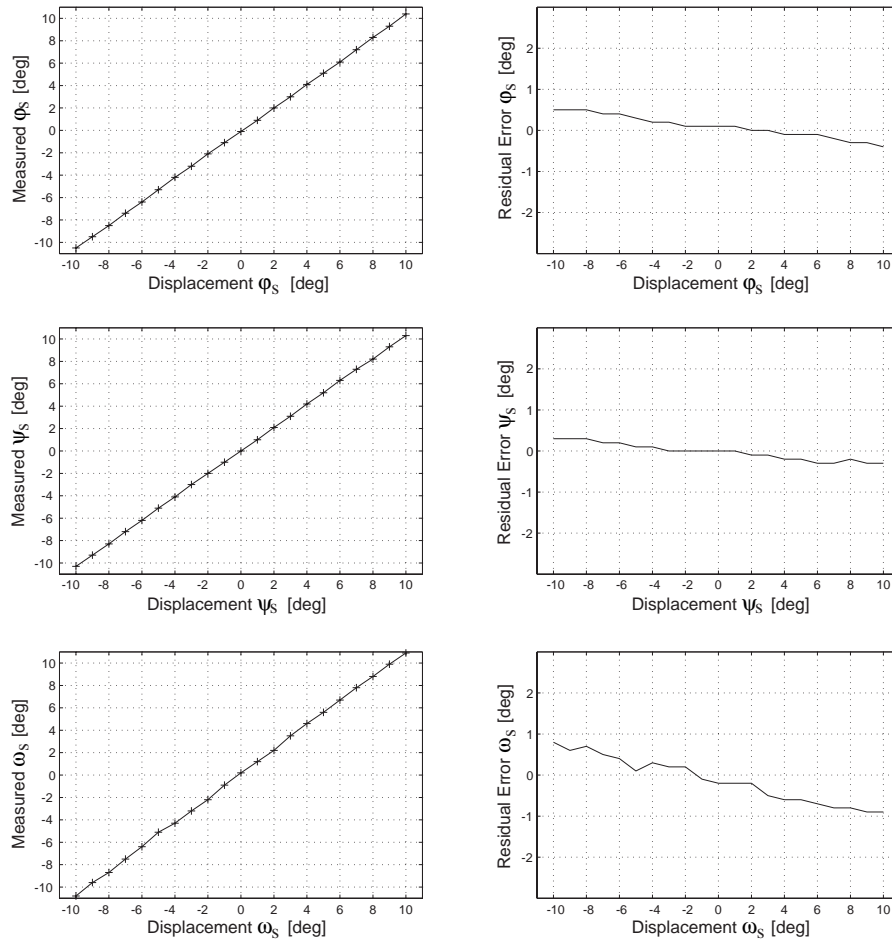 Measured φS [deg]
10
8
6
4
2
0
-2
-4
-6
-8
-10
-10 -8 -6 -4 -2 0 2 4 6 8 10
Displacement φS [deg]
Residual Error φS [deg]
2
1
0
-1
-2
-10 -8 -6 -4 -2 0 2 4 6 8 10
Displacement φS [deg]
Measured ψS [deg]
10
8
6
4
2
0
-2
-4
-6
-8
-10
-10 -8 -6 -4 -2 0 2 4 6 8 10
Displacement ψS [deg]
Residual Error ψS [deg]
2
1
0
-1
-2
-10 -8 -6 -4 -2 0 2 4 6 8 10
Displacement ψS [deg]
Measured ωS [deg]
10
8
6
4
2
0
-2
-4
-6
-8
-10
-10 -8 -6 -4 -2 0 2 4 6 8 10
Displacement ωS [deg]
Residual Error ωS [deg]
2
1
0
-1
-2
-10 -8 -6 -4 -2 0 2 4 6 8 10
Displacement ωS [deg]